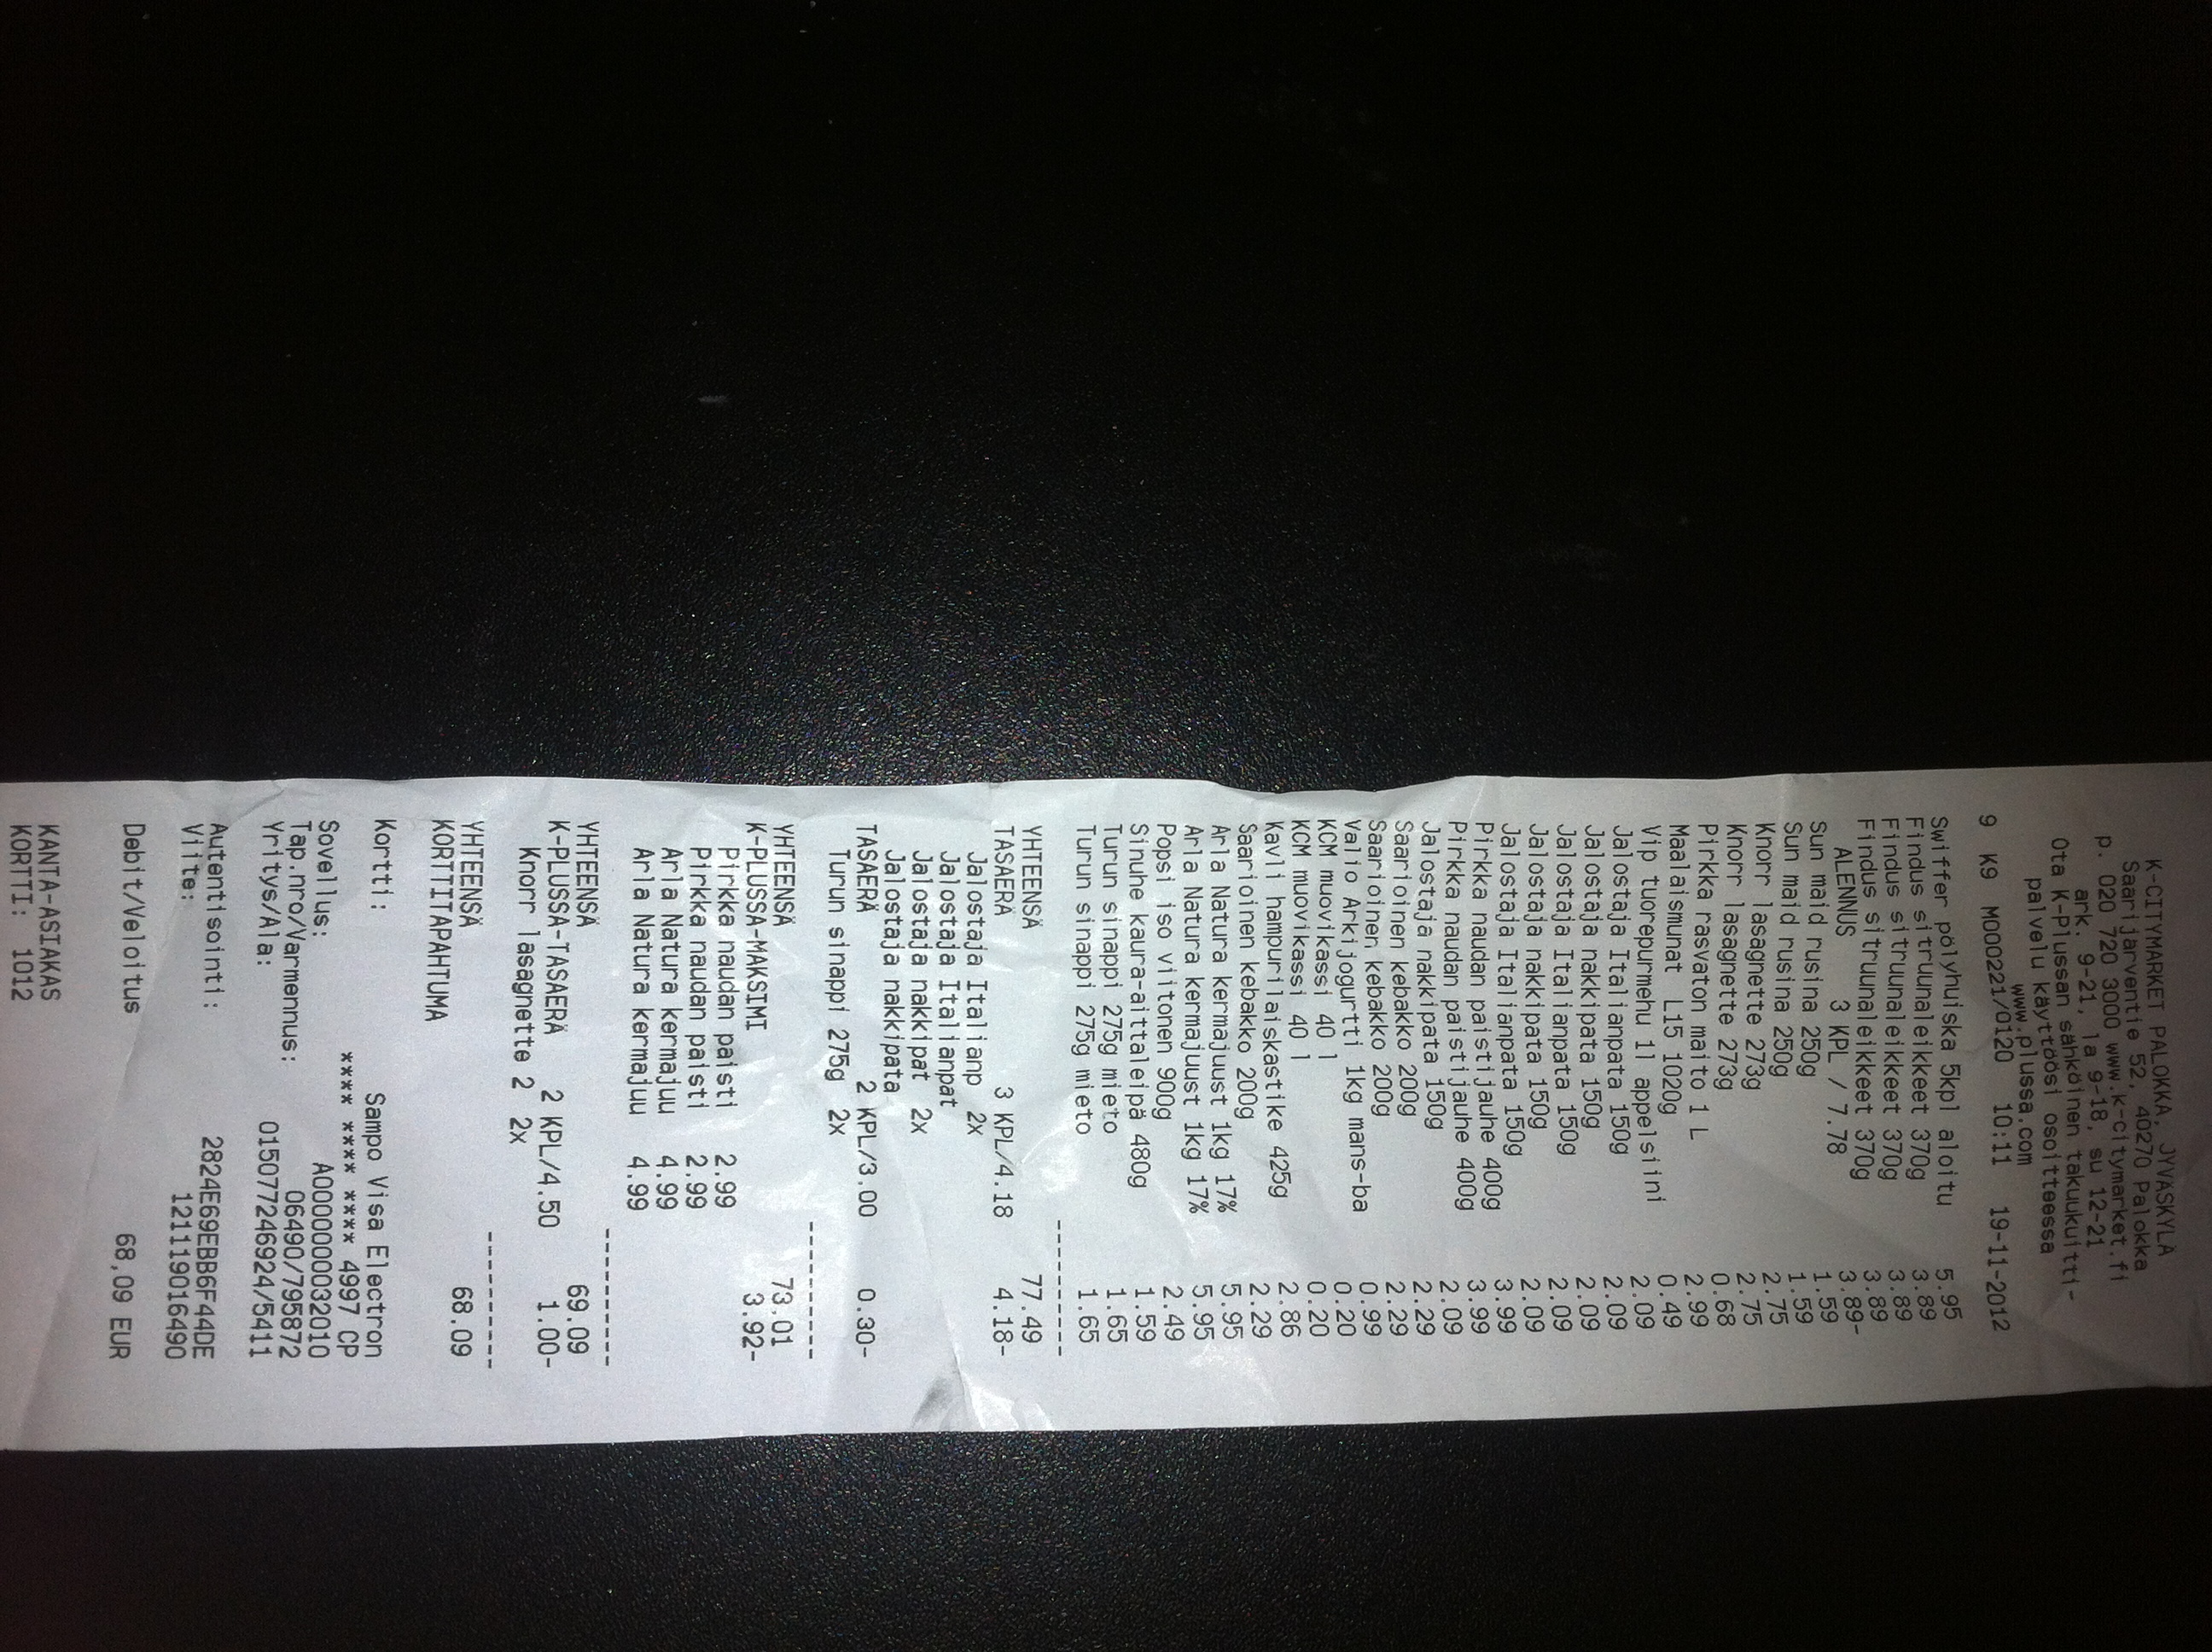 K-CITYMARKET PALOKKA, JYVÄSKYLÄ
Saarijärventie 52, 40270 Palokka
p. 020 720 3000 www.k-citymarket.fi
ark. 9-21, la 9-18, su 12-21
Ota K-Plussan sähköinen takuukuitti-
palvelu käyttöösi osoitteessa
www.plussa.com
9 K9 M000221/0120 10:11 19-11-2012
Swiffer pölyhuiska 5kpl aloitu 5.95
Findus sitruunaleikkeet 370g 3.89
Findus sitruunaleikkeet 370g 3.89
Findus sitruunaleikkeet 370g 3.89
ALENNUS 3 KPL / 7.78 3.89-
Sun maid rusina 250g 1.59
Sun maid rusina 250g 1.59
Knorr lasagnette 273g 2.75
Knorr lasagnette 273g 2.75
Pirkka rasvaton maito 1 L 0.68
Maalaismunat L15 1020g 2.99
Vip tuorepurmehu 1l appelsiini 0.49
Jalostaja Italianpata 150g 2.09
Jalostaja nakkipata 150g 2.09
Jalostaja Italianpata 150g 2.09
Jalostaja nakkipata 150g 2.09
Jalostaja Italianpata 150g 2.09
Pirkka naudan paistijauhe 400g 3.99
Pirkka naudan paistijauhe 400g 3.99
Jalostaja nakkipata 150g 2.09
Saarioinen kebakko 200g 2.29
Saarioinen kebakko 200g 2.29
Valio Arkijogurtti 1kg mans-ba 0.99
KCM muovikassi 40 l 0.20
KCM muovikassi 40 l 0.20
Kavli hampurilaiskastike 425g 2.86
Saarioinen kebakko 200g 2.29
Arla Natura kermajuust 1kg 17% 5.95
Arla Natura kermajuust 1kg 17% 5.95
Popsi iso viitonen 900g 2.49
Sinuhe kaura-aittaleipä 480g 1.59
Turun sinappi 275g mieto 1.65
Turun sinappi 275g mieto 1.65
----------
YHTEENSÄ 77.49
TASAERÄ 3 KPL/4.18 4.18-
Jalostaja Italianp 2x
Jalostaja Italianpat
Jalostaja nakkipat 2x
Jalostaja nakkipata
TASAERÄ 2 KPL/3.00 0.30-
Turun sinappi 275g 2x
----------
YHTEENSÄ 73.01
K-PLUSSA-MAKSIMI 3.92-
Pirkka naudan paisti 2.99
Pirkka naudan paisti 2.99
Arla Natura kermajuu 4.99
Arla Natura kermajuu 4.99
----------
YHTEENSÄ 69.09
K-PLUSSA-TASAERÄ 2 KPL/4.50 1.00-
Knorr lasagnette 2 2x
----------
YHTEENSÄ 68.09
KORTTITAPAHTUMA
Kortti: Sampo Visa Electron
**** **** **** 4997 CP
Sovellus: A0000000032010
Tap.nro/Varmennus: 06490/795872
Yritys/Ala: 015077246924/5411
Autentisointi: 2824E69EBB6F44DE
Viite: 121119016490
Debit/Veloitus 68,09 EUR
KANTA-ASIAKAS
KORTTI: 1012